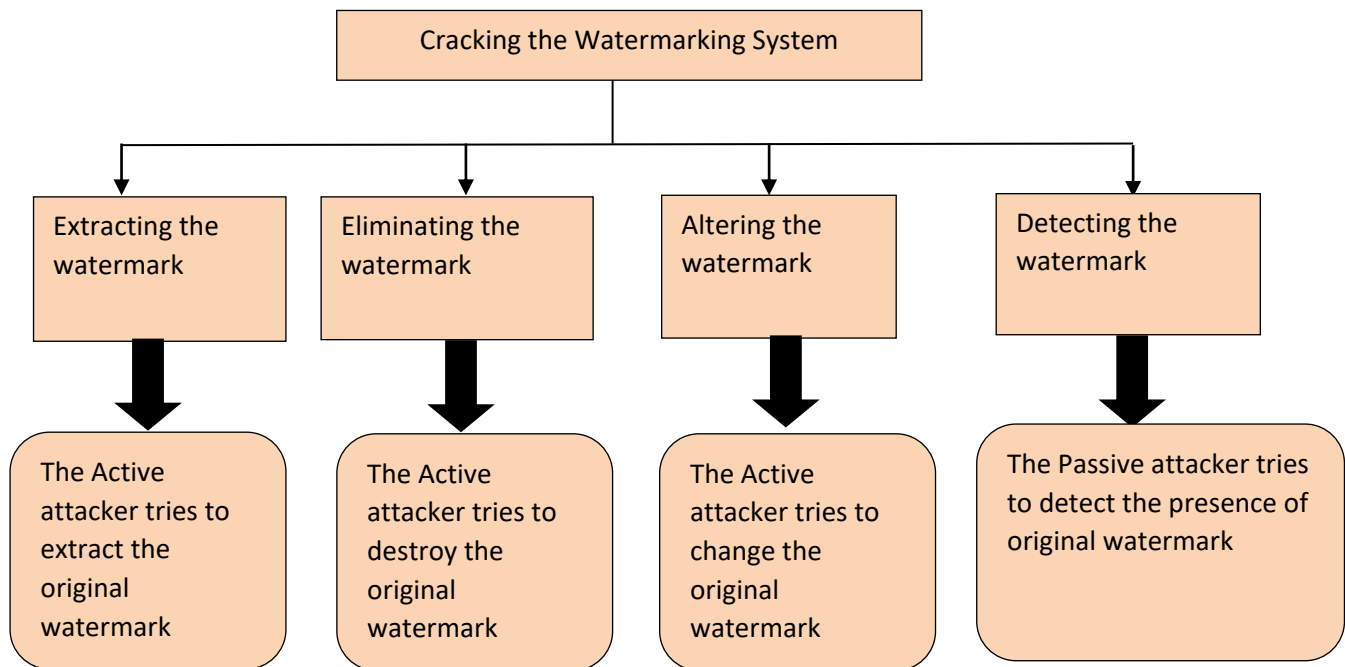 Cracking the Watermarking System
Extracting the
watermark
Eliminating the
watermark
Altering the
watermark
Detecting the
watermark
The Active
attacker tries to
extract the
original
watermark
The Active
attacker tries to
destroy the
original
watermark
The Active
attacker tries to
change the
original
watermark
The Passive attacker tries
to detect the presence of
original watermark